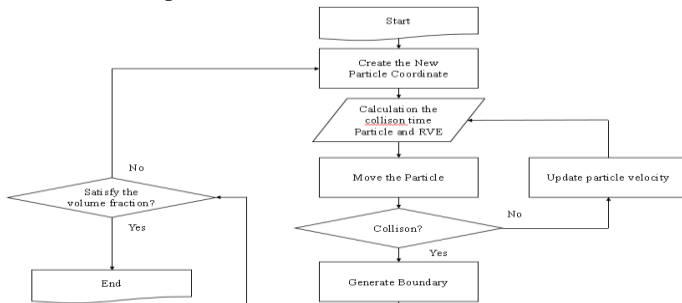 Start
Create the New
Particle Coordinate
Calculation the
collison time
Particle and RVE
No
Move the Particle
Update particle velocity
Satisfy the
volume fraction?
No
Yes
Collison?
Yes
End
Generate Boundary